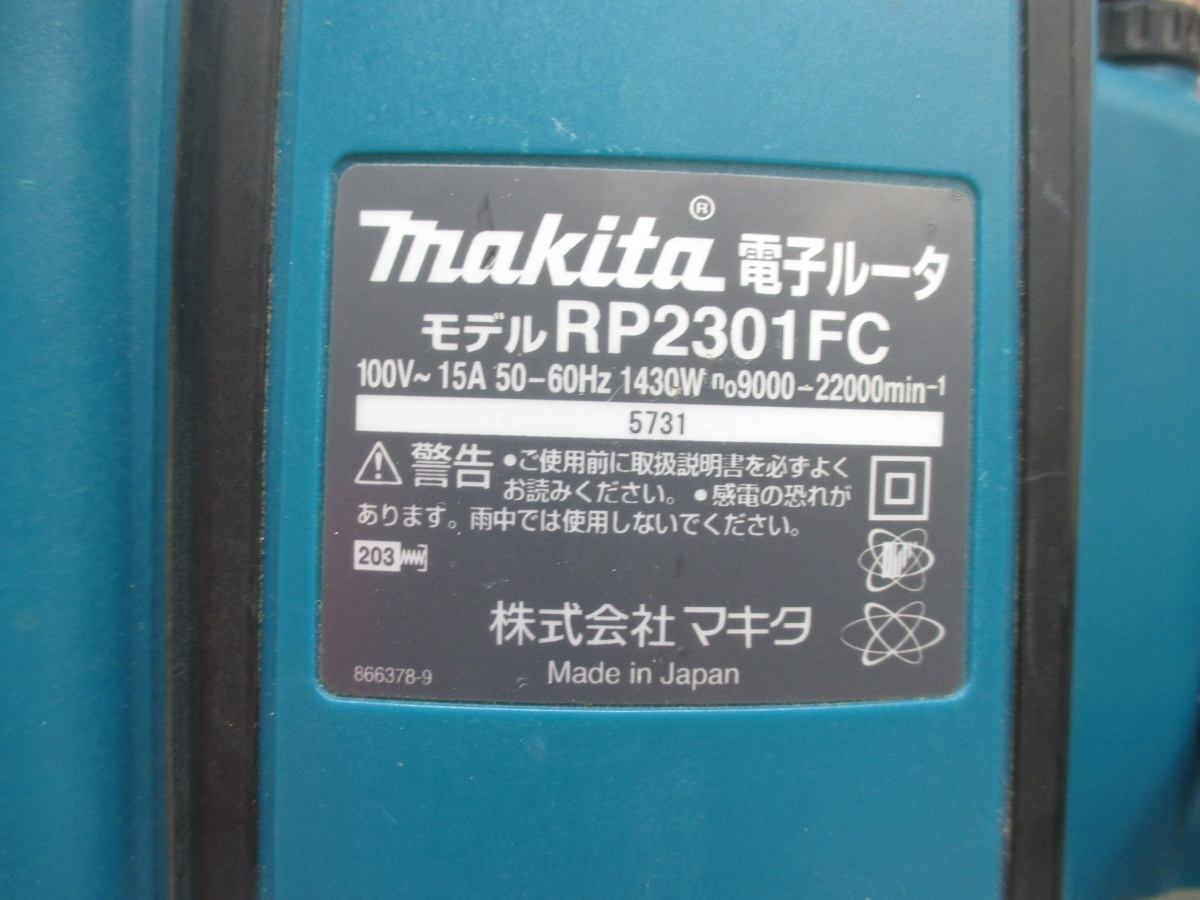 makita® 電子ルータ
モデル RP2301FC
100V～ 15A 50−60Hz 1430W n₀9000−22000min⁻¹
5731
警告 ●ご使用前に取扱説明書を必ずよく
お読みください。 ●感電の恐れが
あります。雨中では使用しないでください。
203
株式会社 マキタ
866378-9 Made in Japan